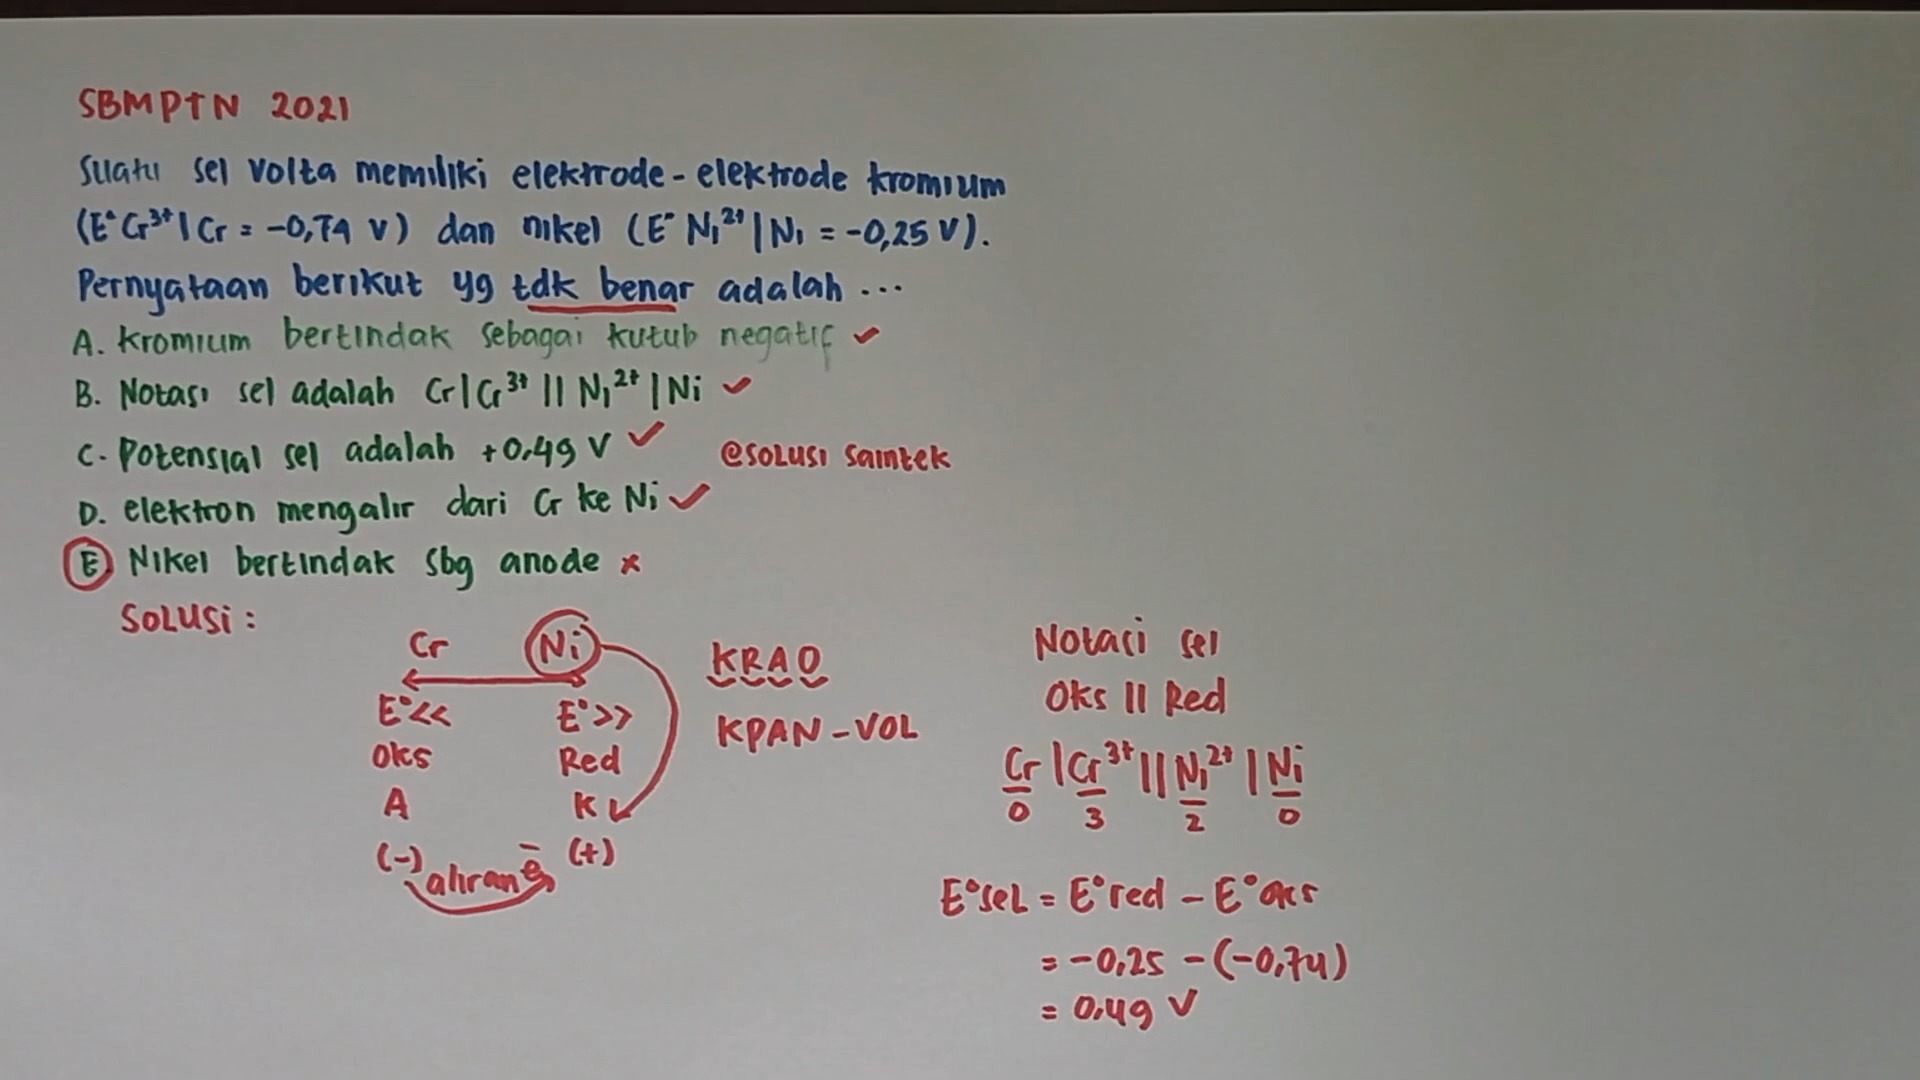 SBMPTN 2021
Suatu sel volta memiliki elektrode-elektrode kromium
(E° Cr³⁺|Cr = -0,74 V) dan nikel (E° Ni²⁺|Ni = -0,25 V).
Pernyataan berikut yg tdk benar adalah ...
A. kromium bertindak sebagai kutub negatif ✓
B. Notasi sel adalah Cr|Cr³⁺ || Ni²⁺ | Ni ✓
C. Potensial sel adalah +0,49 V ✓
@solusi saintek
D. elektron mengalir dari Cr ke Ni ✓
E. Nikel bertindak sbg anode x
SOLUSI :
Cr Ni
E°<< E°>>
Oks Red
A K
(-) (+)
aliran ē
KRAO
KPAN-VOL
Notasi sel
Oks || Red
Cr |Cr³⁺||Ni²⁺ | Ni
0 3 2 0
E°sel = E°red - E°oks
= -0,25 - (-0,74)
= 0,49 V